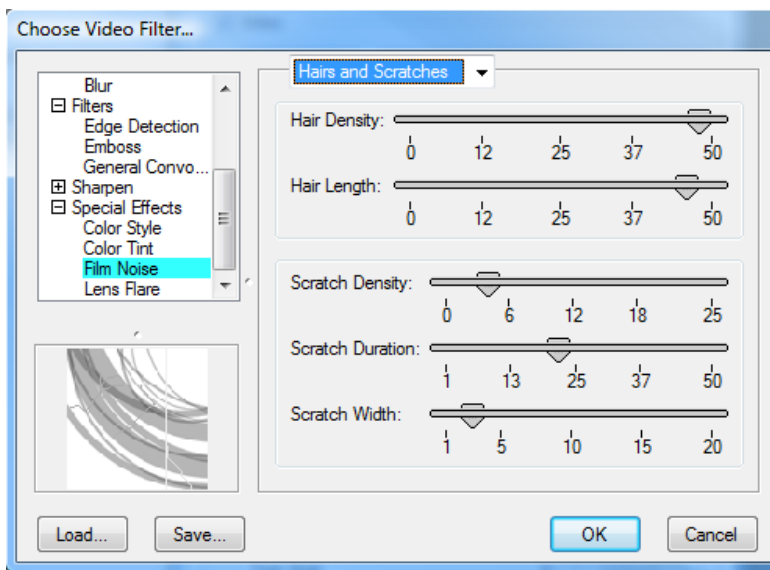 Choose Video Filter...
Blur
Filters
Edge Detection
Emboss
General Convo...
Sharpen
Special Effects
Color Style
Color Tint
Film Noise
Lens Flare
Hairs and Scratches
Hair Density:
0 12 25 37 50
Hair Length:
0 12 25 37 50
Scratch Density:
0 6 12 18 25
Scratch Duration:
1 13 25 37 50
Scratch Width:
1 5 10 15 20
Load... Save... OK Cancel